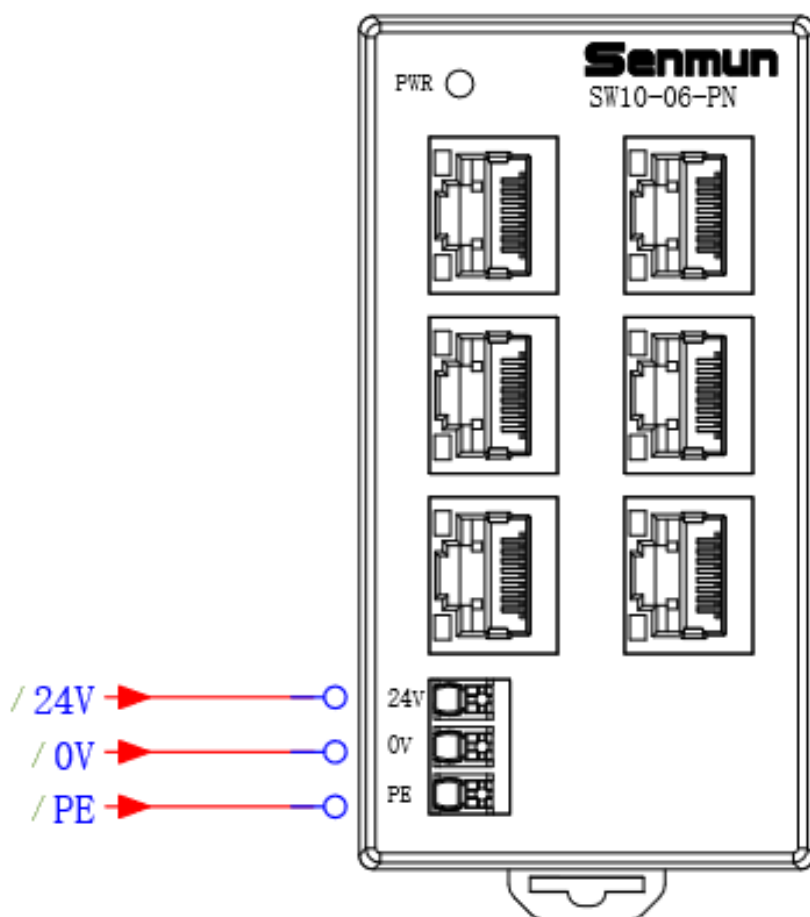 Senmun
PWR
SW10-06-PN
/ 24V
24V
/ 0V
0V
/ PE
PE